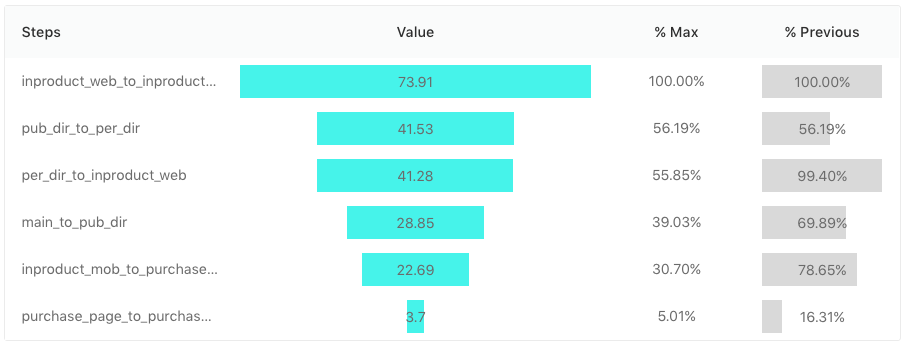 Steps Value % Max % Previous
inproduct_web_to_inproduct... 73.91 100.00% 100.00%
pub_dir_to_per_dir 41.53 56.19% 56.19%
per_dir_to_inproduct_web 41.28 55.85% 99.40%
main_to_pub_dir 28.85 39.03% 69.89%
inproduct_mob_to_purchase... 22.69 30.70% 78.65%
purchase_page_to_purchas... 3.7 5.01% 16.31%